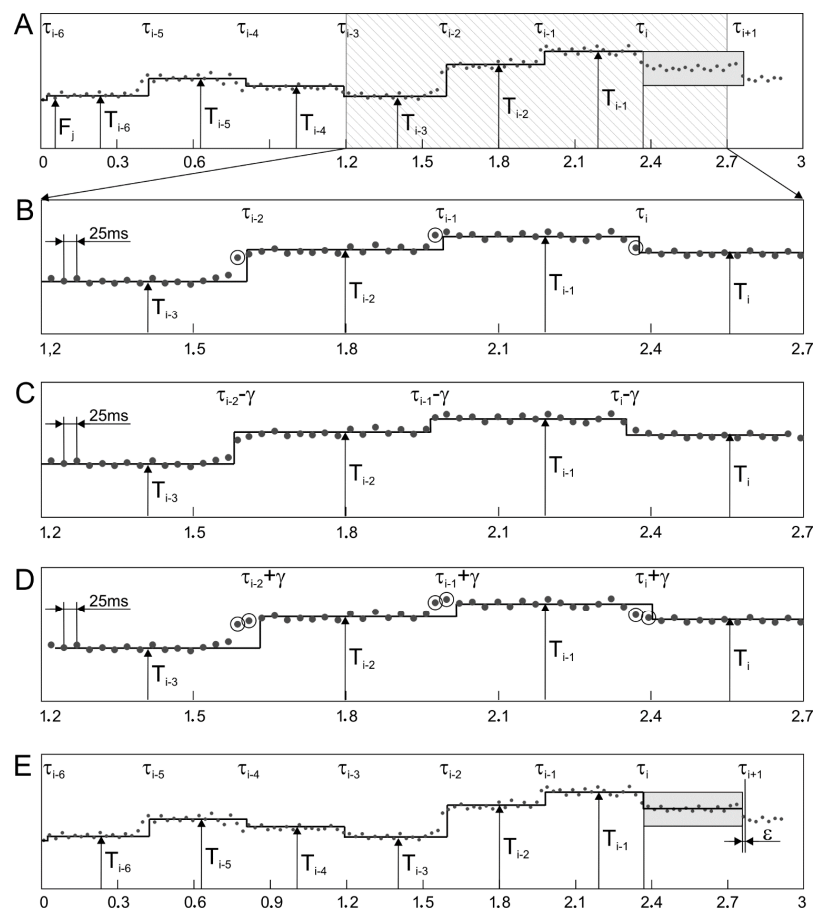 A
τi-6 τi-5 τi-4 τi-3 τi-2 τi-1 τi τi+1
Fj Ti-6 Ti-5 Ti-4 Ti-3 Ti-2 Ti-1
0 0.3 0.6 1.2 1.5 1.8 2.1 2.4 2.7 3
B
τi-2 τi-1 τi
25ms
Ti-3 Ti-2 Ti-1 Ti
1,2 1.5 1.8 2.1 2.4 2.7
C
τi-2-γ τi-1-γ τi-γ
25ms
Ti-3 Ti-2 Ti-1 Ti
1.2 1.5 1.8 2.1 2.4 2.7
D
τi-2+γ τi-1+γ τi+γ
25ms
Ti-3 Ti-2 Ti-1 Ti
1.2 1.5 1.8 2.1 2.4 2.7
E
τi-6 τi-5 τi-4 τi-3 τi-2 τi-1 τi τi+1
Ti-6 Ti-5 Ti-4 Ti-3 Ti-2 Ti-1 ε
0 0.3 0.6 0.9 1.2 1.5 1.8 2.1 2.4 2.7 3